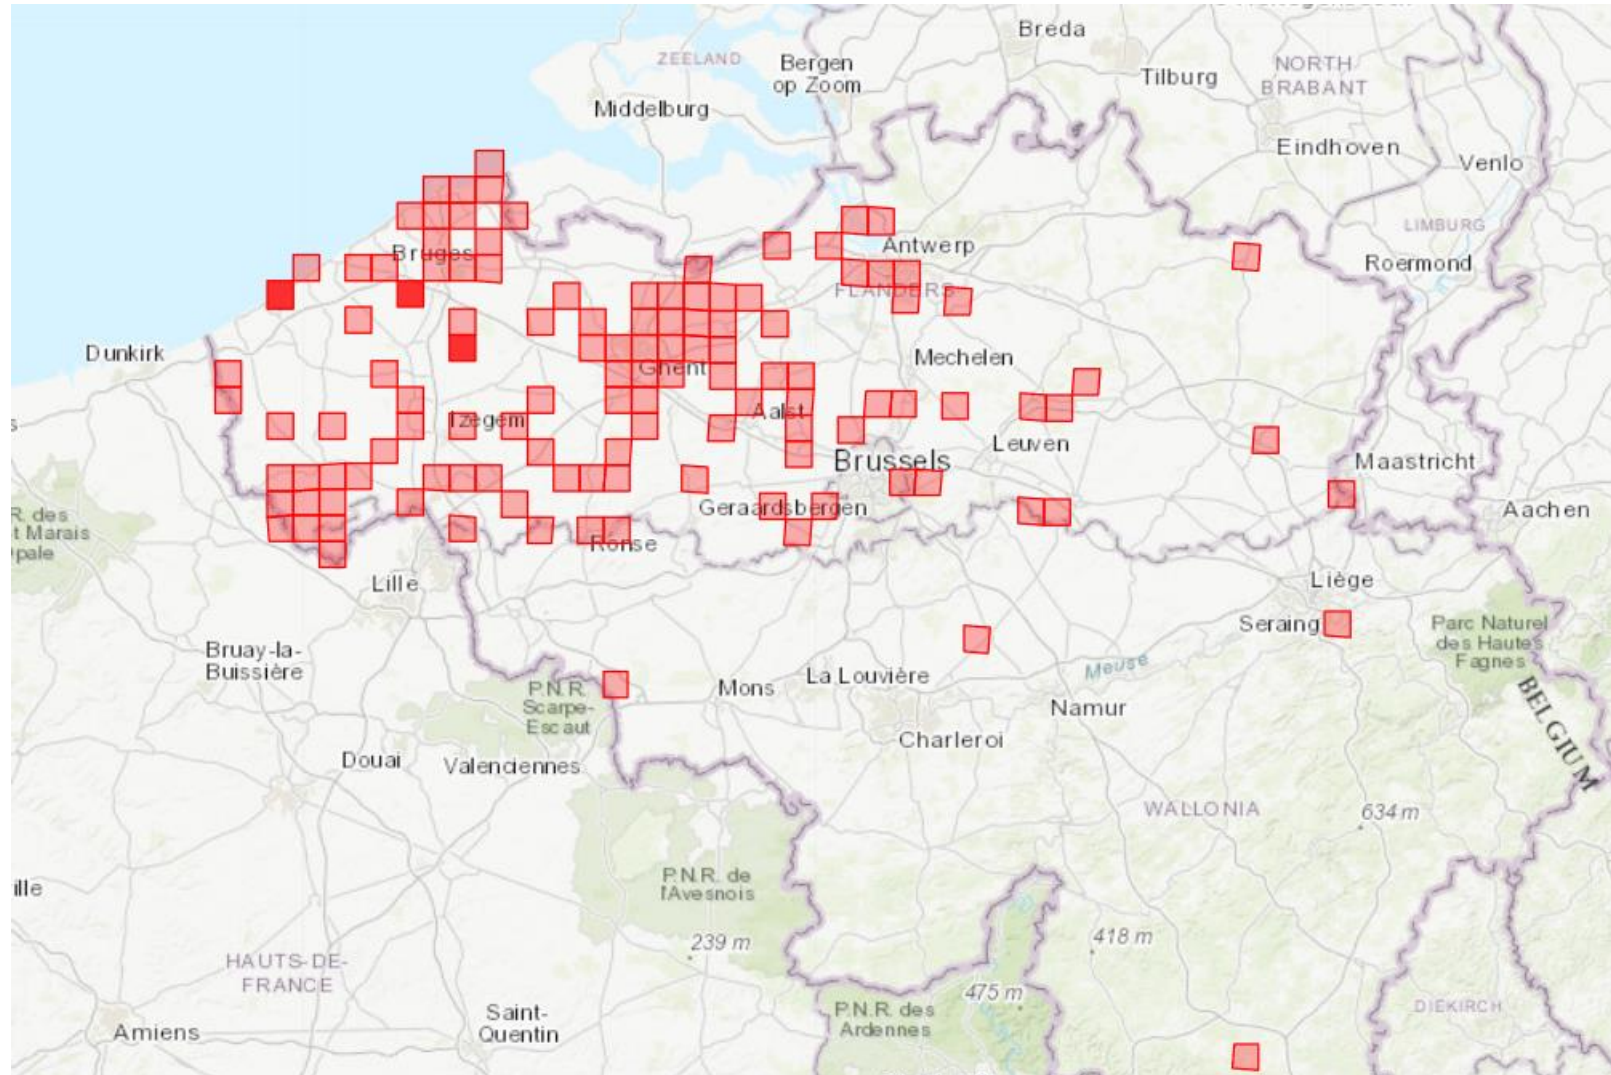 Breda
ZEELAND
Bergen
op Zoom
Tilburg
NORTH
BRABANT
Middelburg
Eindhoven
Venlo
LIMBURG
Bruges
Antwerp
Roermond
FLANDERS
Dunkirk
Mechelen
Ghent
Izegem
Aalst
Leuven
Brussels
Maastricht
Geraardsbergen
Aachen
R. des
t Marais
pale
Ronse
Lille
Liège
Seraing
Parc Naturel
des Hautes
Fagnes
Bruay-la-
Buissière
Meuse
La Louvière
Mons
P.N.R.
Scarpe-
Escaut
Namur
BELGIUM
Charleroi
Douai
Valenciennes
WALLONIA
634 m
P.N.R. de
l'Avesnois
ille
239 m
418 m
HAUTS-DE-
FRANCE
475 m
Saint-
Quentin
P.N.R. des
Ardennes
DIEKIRCH
Amiens